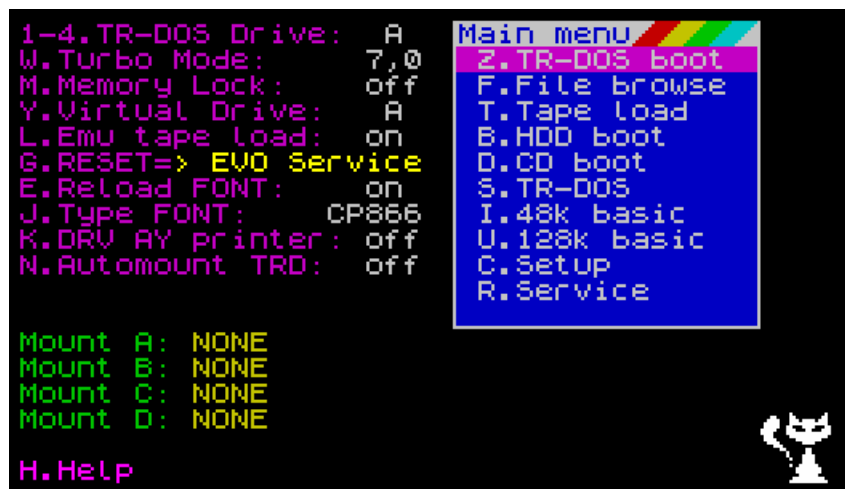 1-4.TR-DOS Drive: A
W.Turbo Mode: 7,0
M.Memory Lock: off
Y.Virtual Drive: A
L.Emu tape load: on
G.RESET=> EVO Service
E.Reload FONT: on
J.Type FONT: CP866
K.DRV AY printer: off
N.Automount TRD: off
Mount A: NONE
Mount B: NONE
Mount C: NONE
Mount D: NONE
H.Help
Main menu
Z.TR-DOS boot
F.File browse
T.Tape load
B.HDD boot
D.CD boot
S.TR-DOS
I.48k basic
U.128k basic
C.Setup
R.Service